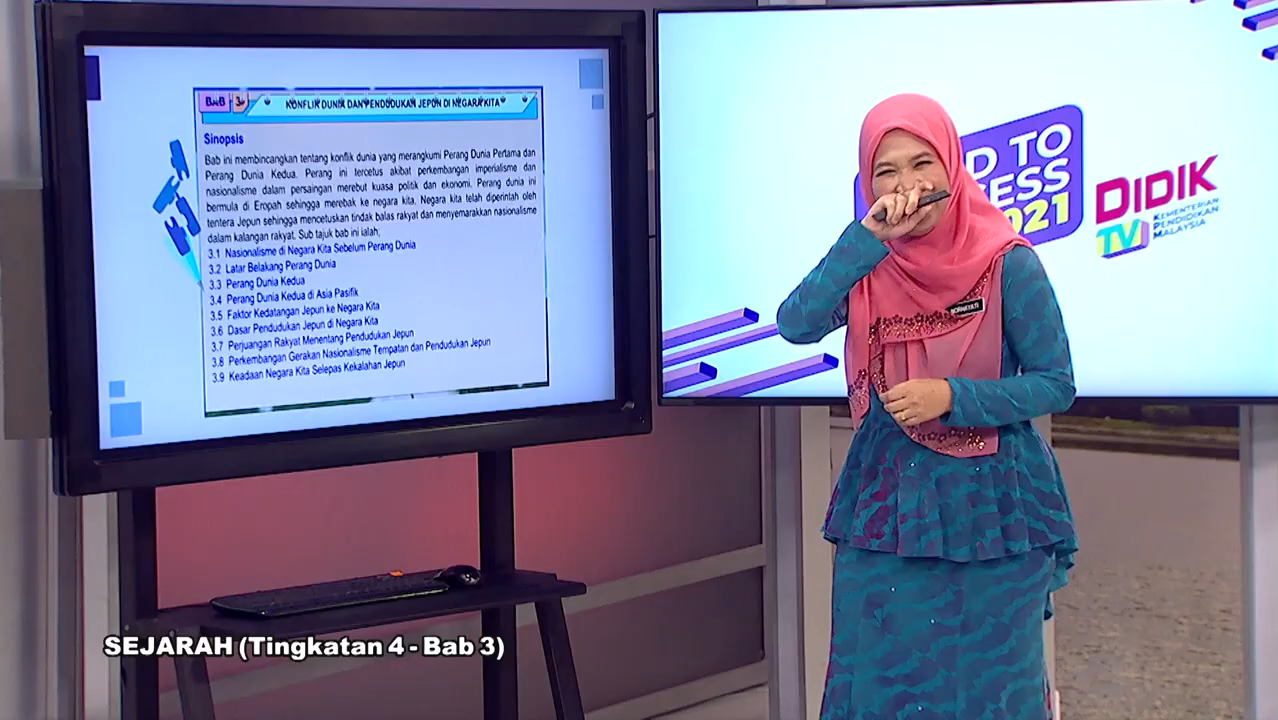 BAB 3 KONFLIK DUNIA DAN PENDUDUKAN JEPUN DI NEGARA KITA
Sinopsis
Bab ini membincangkan tentang konflik dunia yang merangkumi Perang Dunia Pertama dan
Perang Dunia Kedua. Perang ini tercetus akibat perkembangan imperialisme dan
nasionalisme dalam persaingan merebut kuasa politik dan ekonomi. Perang dunia ini
bermula di Eropah sehingga merebak ke negara kita. Negara kita telah diperintah oleh
tentera Jepun sehingga mencetuskan tindak balas rakyat dan menyemarakkan nasionalisme
dalam kalangan rakyat. Sub tajuk bab ini ialah;
3.1 Nasionalisme di Negara Kita Sebelum Perang Dunia
3.2 Latar Belakang Perang Dunia
3.3 Perang Dunia Kedua
3.4 Perang Dunia Kedua di Asia Pasifik
3.5 Faktor Kedatangan Jepun ke Negara Kita
3.6 Dasar Pendudukan Jepun di Negara Kita
3.7 Perjuangan Rakyat Menentang Pendudukan Jepun
3.8 Perkembangan Gerakan Nasionalisme Tempatan dan Pendudukan Jepun
3.9 Keadaan Negara Kita Selepas Kekalahan Jepun
D TO
ESS
2021
DIDIK
TV
KEMENTERIAN
PENDIDIKAN
MALAYSIA
SEJARAH (Tingkatan 4 - Bab 3)